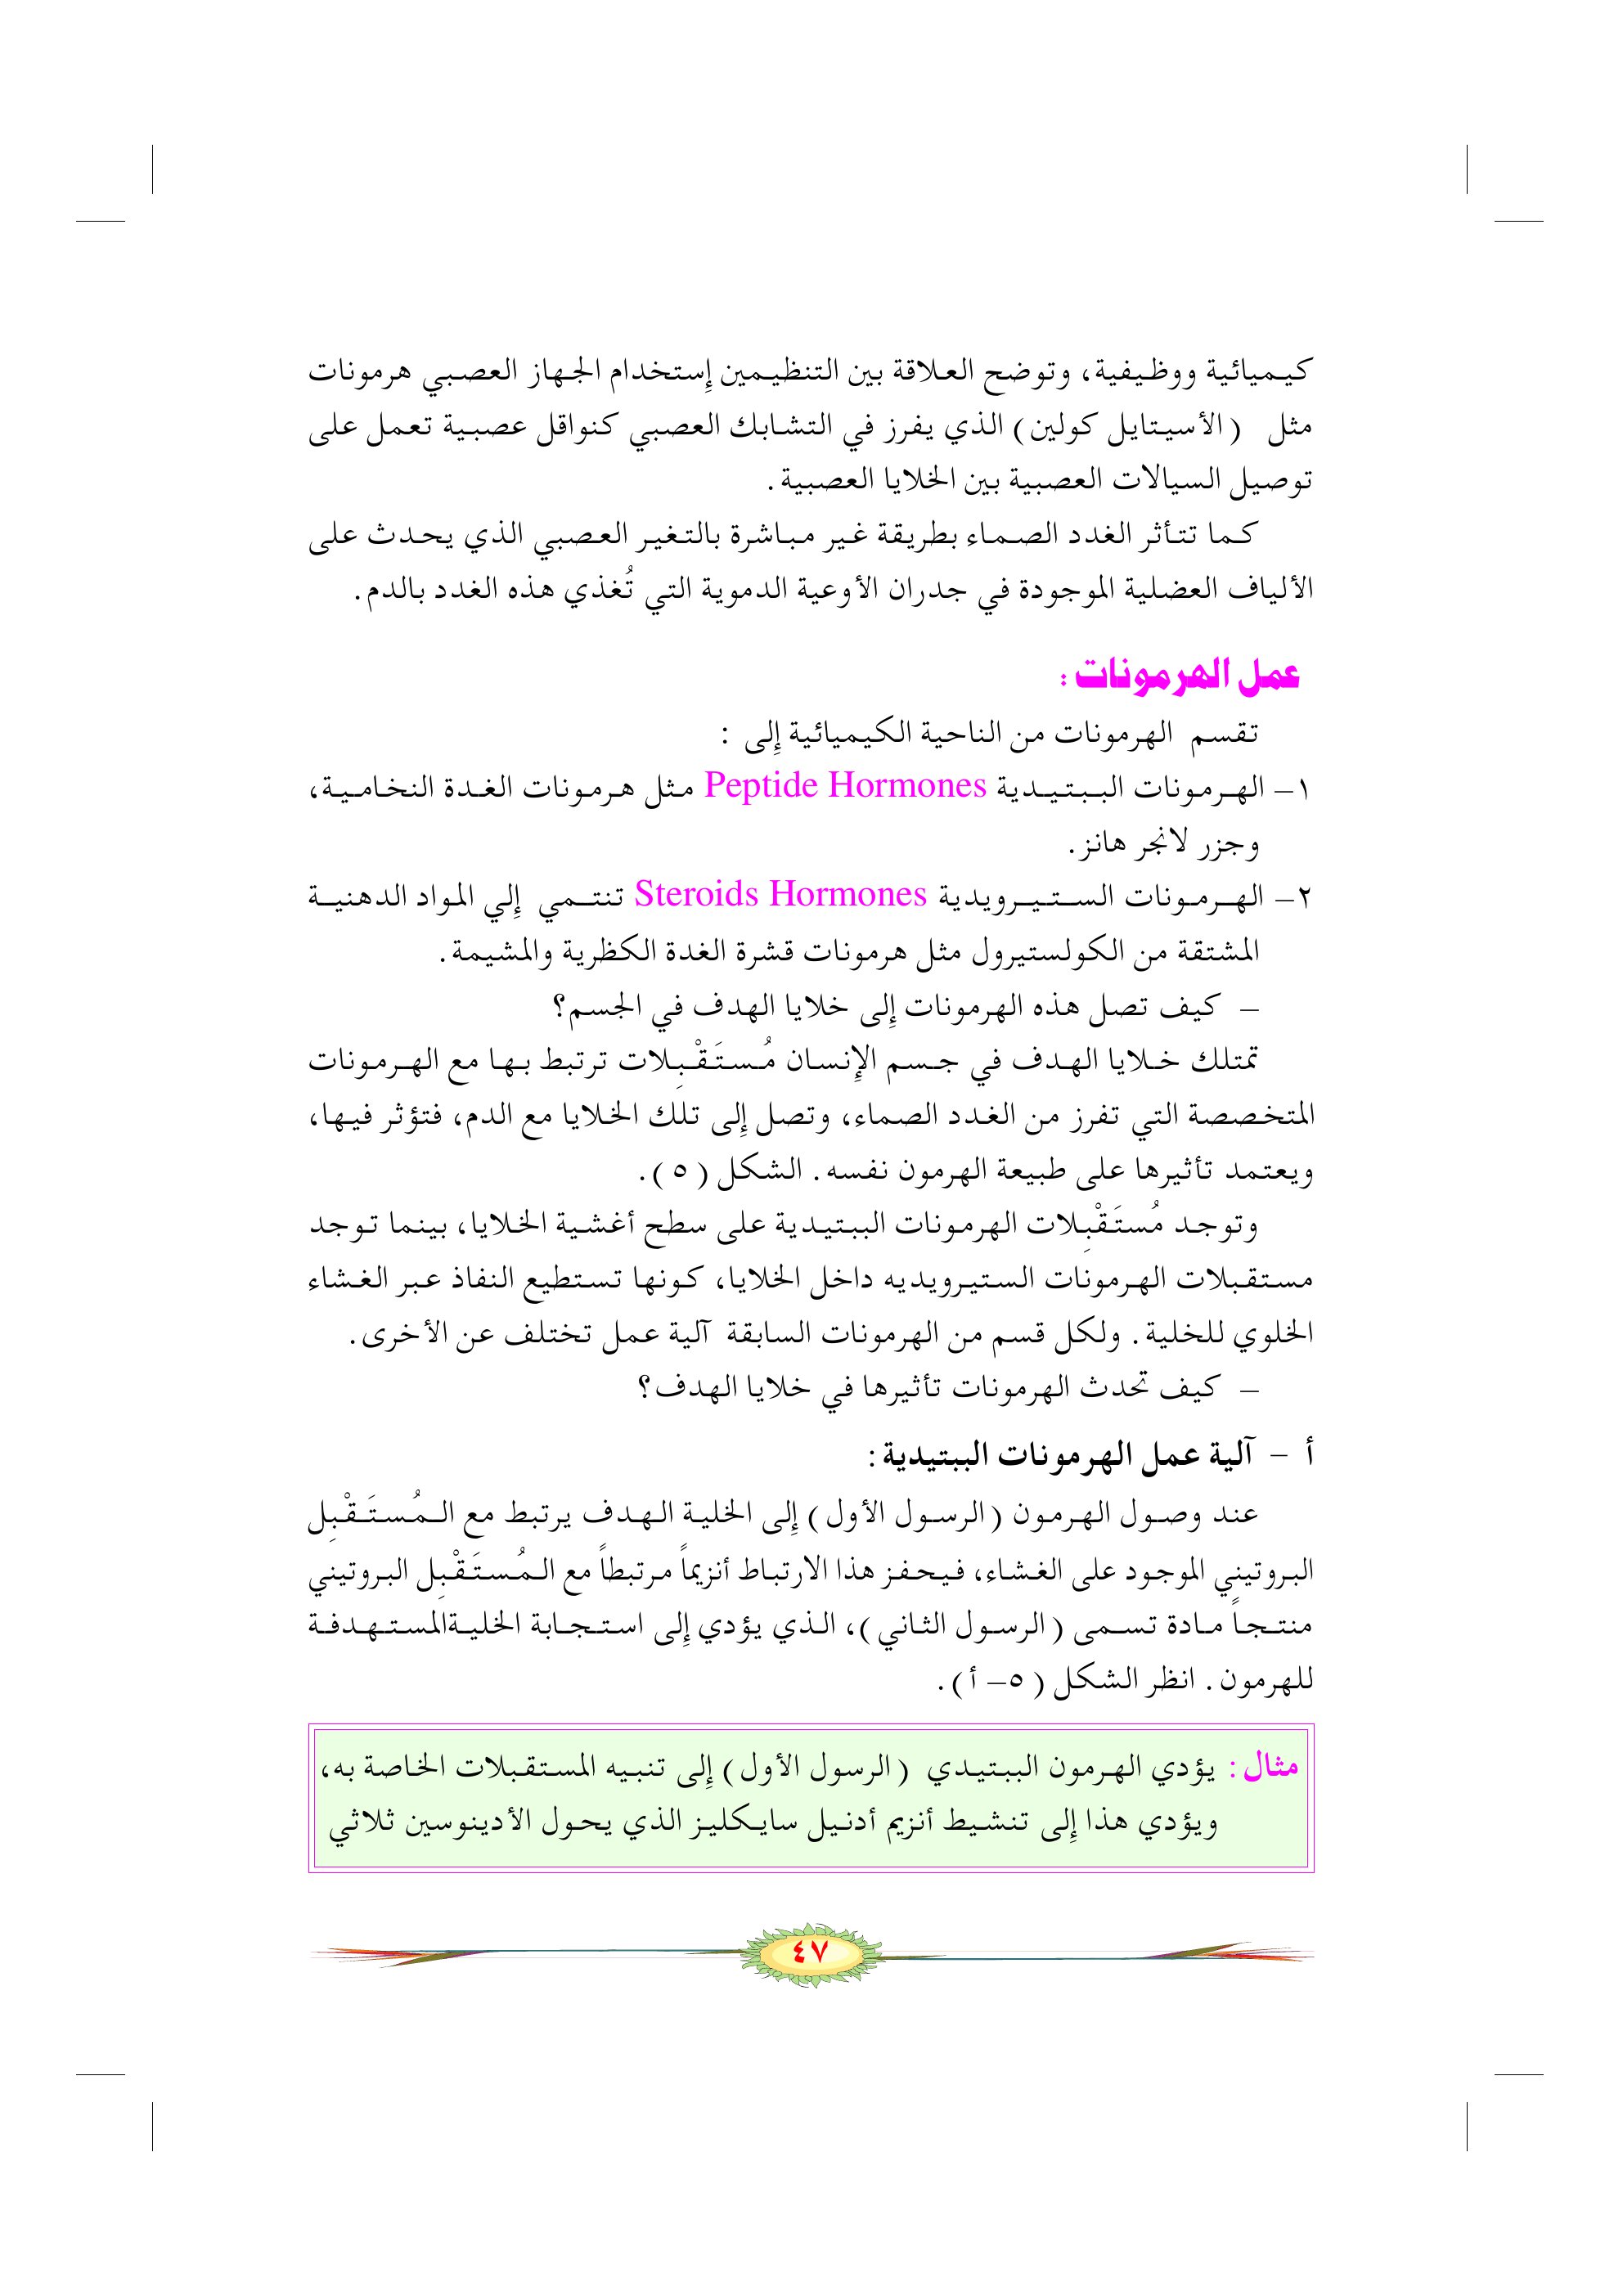 كيميائية ووظيفية، وتوضح العلاقة بين التنظيمين إستخدام الجهاز العصبي هرمونات
مثل (الأسيتايل كولين) الذي يفرز في التشابك العصبي كنواقل عصبية تعمل على
توصيل السيالات العصبية بين الخلايا العصبية.
كما تتأثر الغدد الصماء بطريقة غير مباشرة بالتغير العصبي الذي يحدث على
الألياف العضلية الموجودة في جدران الأوعية الدموية التي تُغذي هذه الغدد بالدم.
عمل الهرمونات :
تقسم الهرمونات من الناحية الكيميائية إلى :
١– الهرمونات الببتيدية Peptide Hormones مثل هرمونات الغدة النخامية،
وجزر لانجر هانز.
٢– الهرمونات الستيرويدية Steroids Hormones تنتمي إلي المواد الدهنية
المشتقة من الكولستيرول مثل هرمونات قشرة الغدة الكظرية والمشيمة.
– كيف تصل هذه الهرمونات إلى خلايا الهدف في الجسم؟
تمتلك خلايا الهدف في جسم الإنسان مُستَقْبِلات ترتبط بها مع الهرمونات
المتخصصة التي تفرز من الغدد الصماء، وتصل إلى تلك الخلايا مع الدم، فتؤثر فيها،
ويعتمد تأثيرها على طبيعة الهرمون نفسه. الشكل (٥).
وتوجد مُستَقْبِلات الهرمونات الببتيدية على سطح أغشية الخلايا، بينما توجد
مستقبلات الهرمونات الستيرويديه داخل الخلايا، كونها تستطيع النفاذ عبر الغشاء
الخلوي للخلية. ولكل قسم من الهرمونات السابقة آلية عمل تختلف عن الأخرى.
– كيف تحدث الهرمونات تأثيرها في خلايا الهدف؟
أ – آلية عمل الهرمونات الببتيدية:
عند وصول الهرمون (الرسول الأول) إلى الخلية الهدف يرتبط مع المُستَقْبِل
البروتيني الموجود على الغشاء، فيحفز هذا الارتباط أنزيماً مرتبطاً مع المُستَقْبِل البروتيني
منتجاً مادة تسمى (الرسول الثاني)، الذي يؤدي إلى استجابة الخليةالمستهدفة
للهرمون. انظر الشكل (٥– أ).
مثال: يؤدي الهرمون الببتيدي (الرسول الأول) إلى تنبيه المستقبلات الخاصة به،
ويؤدي هذا إلى تنشيط أنزيم أدنيل سايكليز الذي يحول الأدينوسين ثلاثي
٤٧